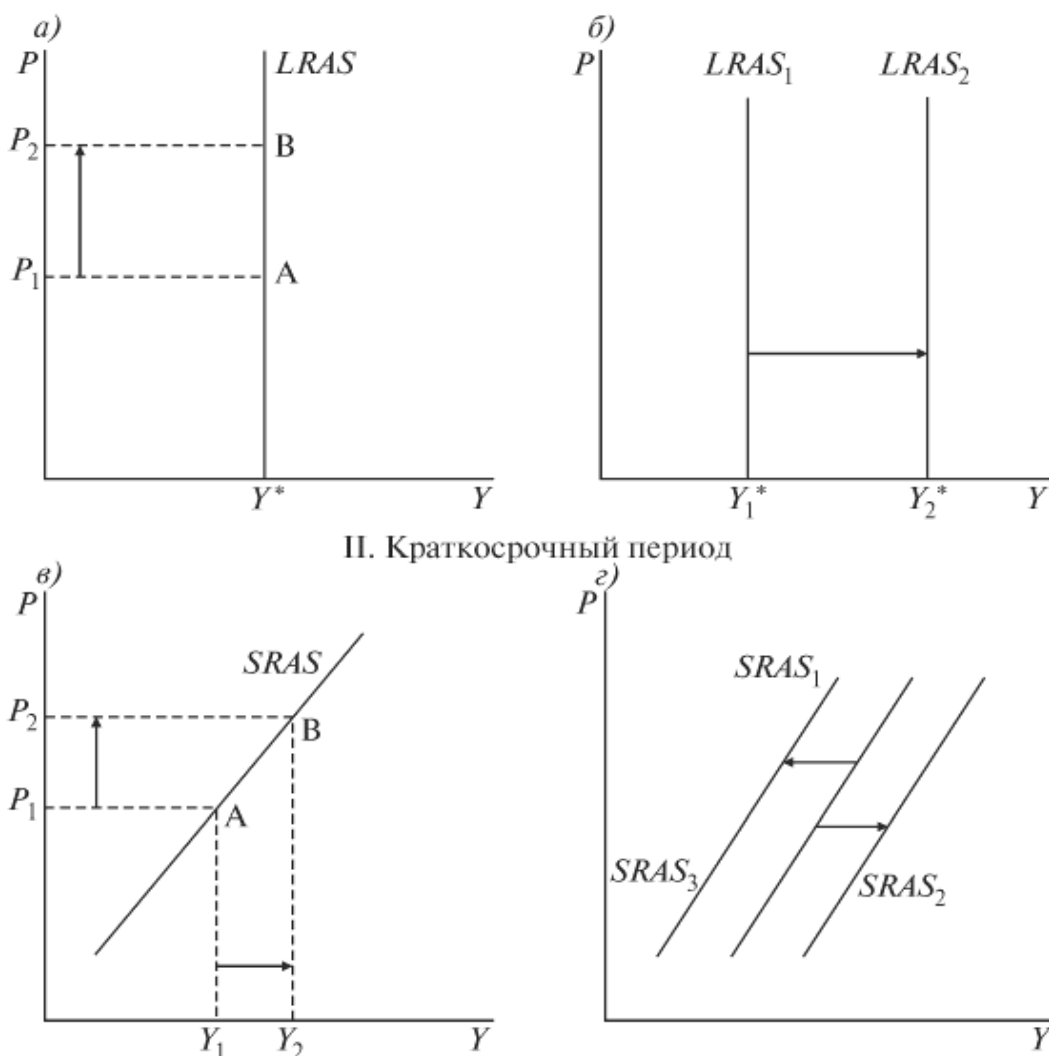 а) б)
P LRAS P LRAS₁ LRAS₂
P₂ B
P₁ A
Y* Y Y₁* Y₂* Y
II. Краткосрочный период
в) г)
P P
SRAS SRAS₁
P₂ B
P₁ A
SRAS₃ SRAS₂
Y₁ Y₂ Y Y